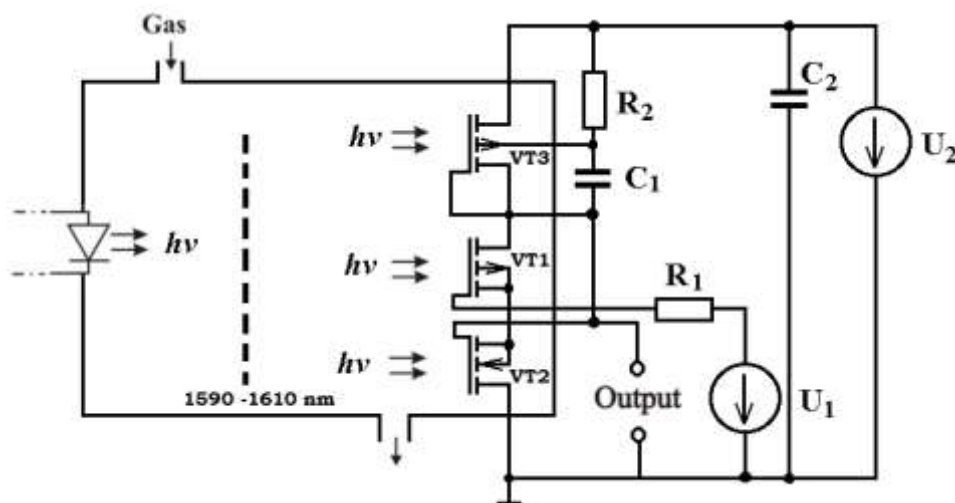 Gas
C₂
R₂
hν
U₂
VT3
C₁
hν
VT1
hν
R₁
hν
VT2
1590 -1610 nm
Output
U₁